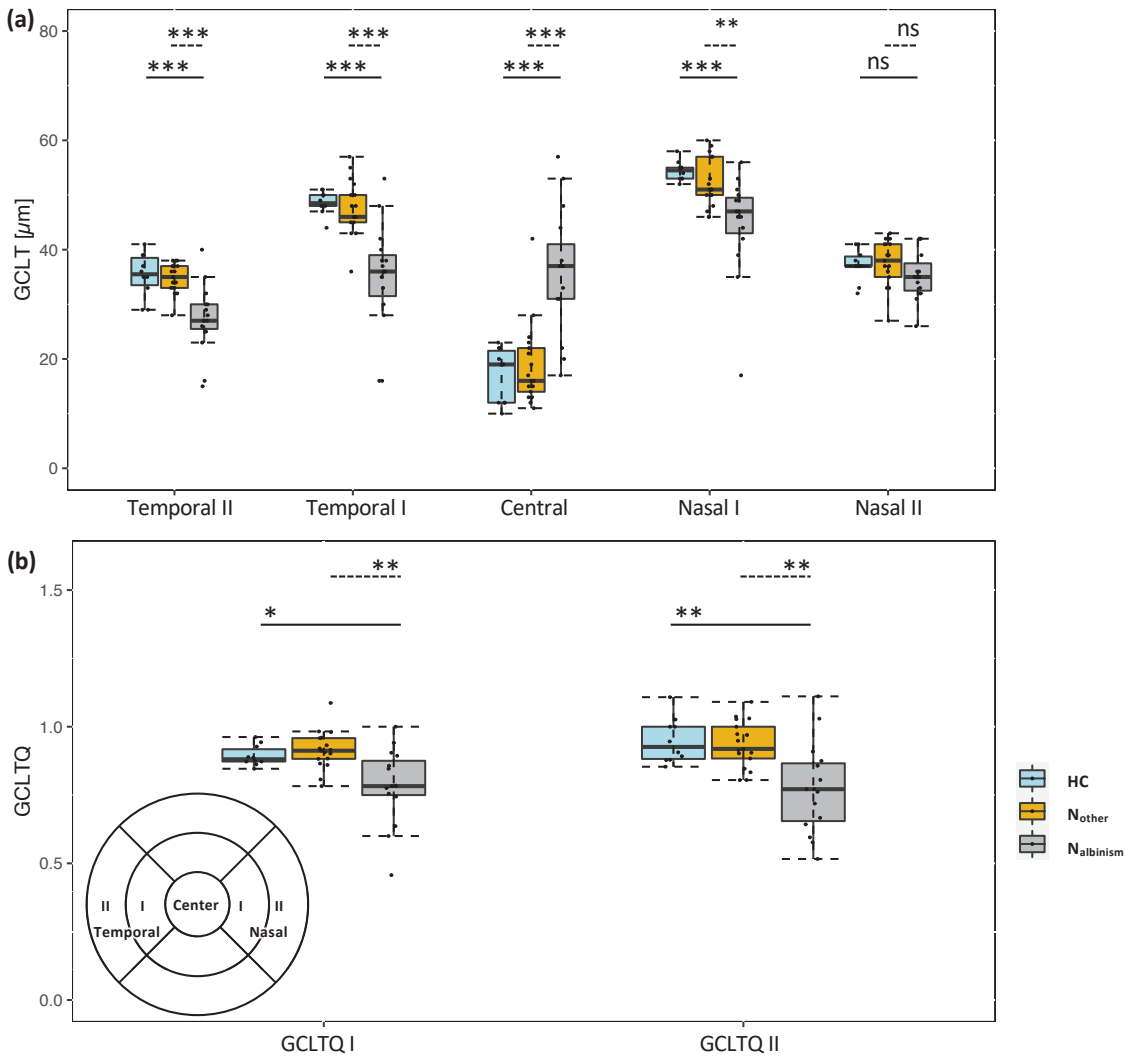 (a)
80
60
40
20
0
GCLT [µm]
*** *** *** ** ns
*** *** *** *** ns
Temporal II Temporal I Central Nasal I Nasal II
(b)
1.5
1.0
0.5
0.0
GCLTQ
** **
* **
II I Center I II
Temporal Nasal
GCLTQ I GCLTQ II
HC
Nother
Nalbinism